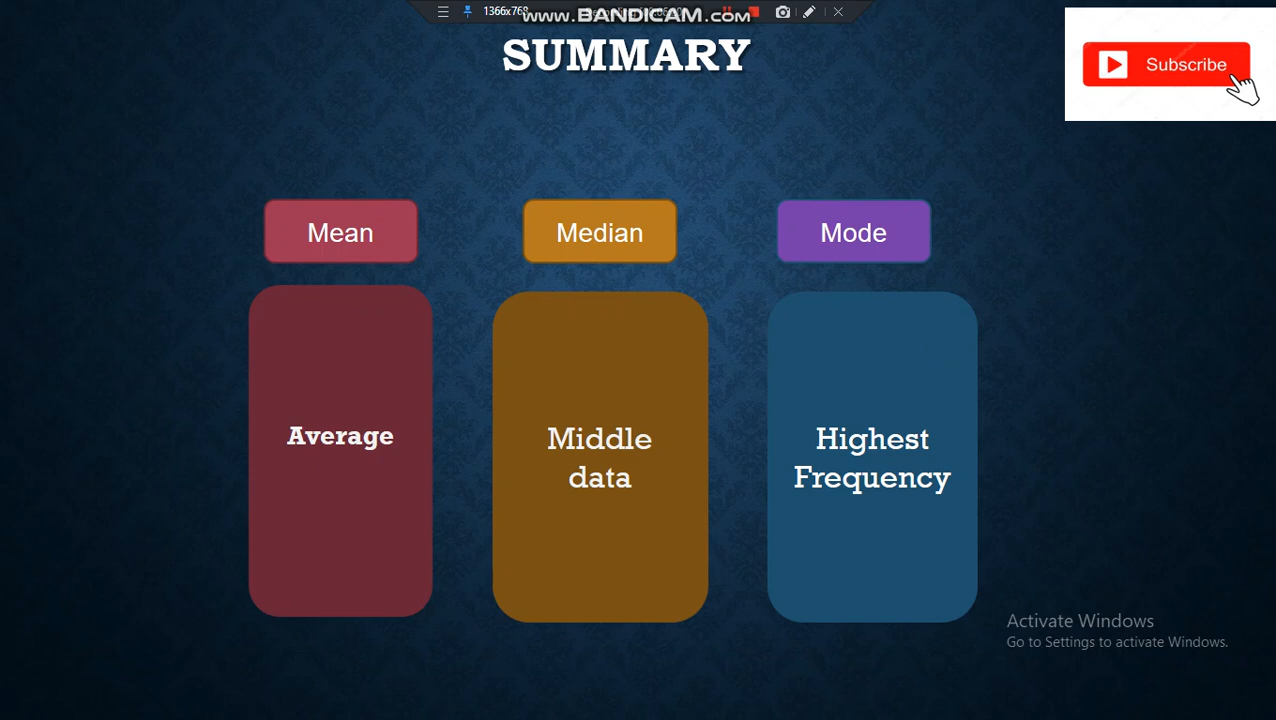 1366x768
www.BANDICAM.com
SUMMARY
Subscribe
Mean
Median
Mode
Average
Middle
data
Highest
Frequency
Activate Windows
Go to Settings to activate Windows.